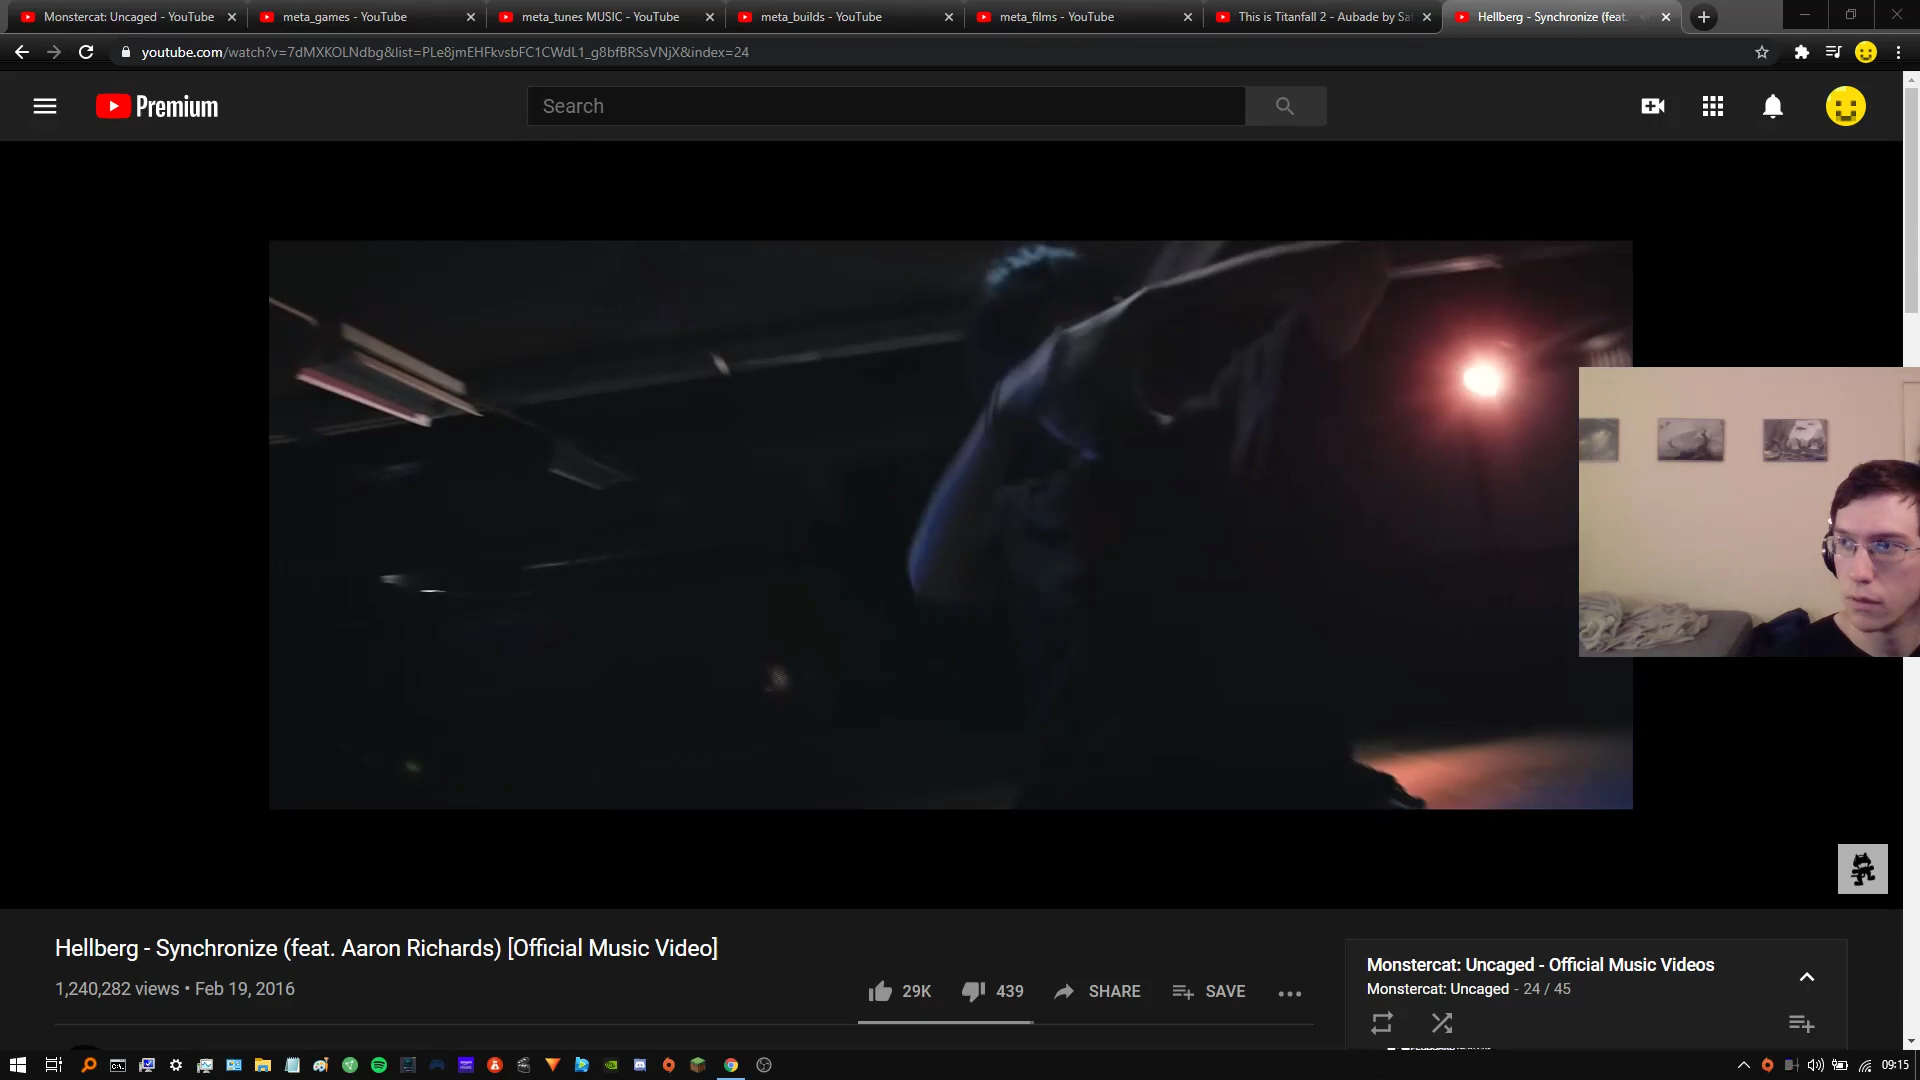 Monstercat: Uncaged - YouTube
meta_games - YouTube
meta_tunes MUSIC - YouTube
meta_builds - YouTube
meta_films - YouTube
This is Titanfall 2 - Aubade by Sa
Hellberg - Synchronize (feat.
youtube.com/watch?v=7dMXKOLNdbg&list=PLe8jmEHFkvsbFC1CWdL1_g8bfBRSsVNjX&index=24
Premium
Search
Hellberg - Synchronize (feat. Aaron Richards) [Official Music Video]
1,240,282 views • Feb 19, 2016
29K
439
SHARE
SAVE
Monstercat: Uncaged - Official Music Videos
Monstercat: Uncaged - 24 / 45
09:15